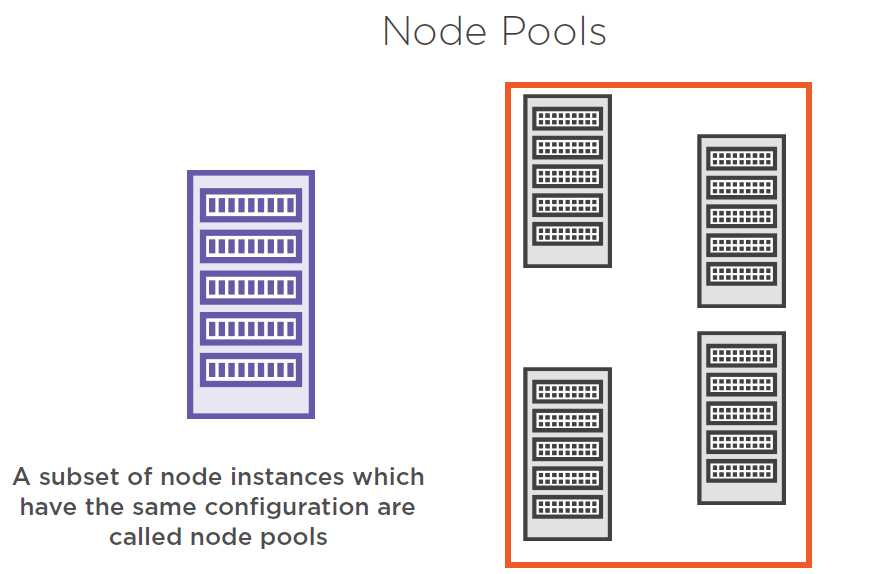 Node Pools
A subset of node instances which
have the same configuration are
called node pools